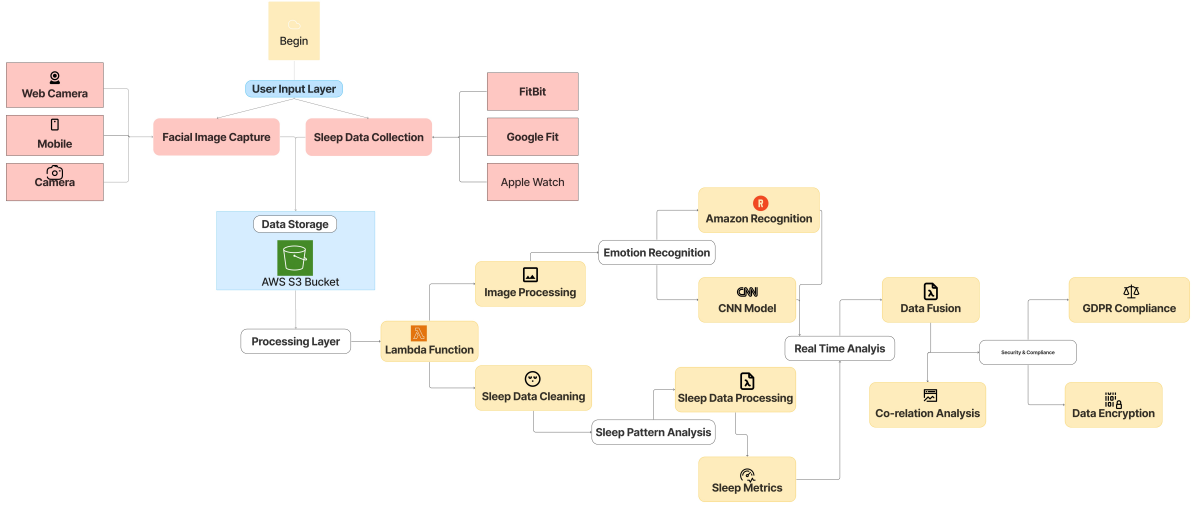 Begin
User Input Layer
Web Camera
Mobile
Camera
Facial Image Capture
Sleep Data Collection
FitBit
Google Fit
Apple Watch
Data Storage
AWS S3 Bucket
Processing Layer
Lambda Function
Image Processing
Sleep Data Cleaning
Emotion Recognition
R
Amazon Recognition
CNN
CNN Model
Sleep Pattern Analysis
Sleep Data Processing
Sleep Metrics
Real Time Analyis
Data Fusion
Co-relation Analysis
Security & Compliance
GDPR Compliance
Data Encryption